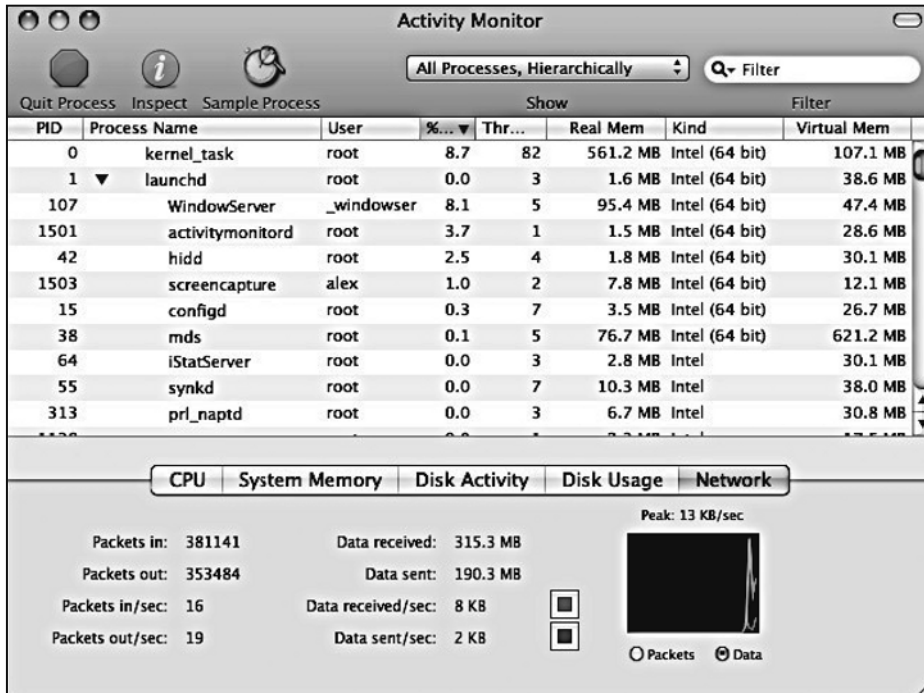 Activity Monitor
All Processes, Hierarchically Filter
Quit Process Inspect Sample Process Show Filter
PID Process Name User %... Thr... Real Mem Kind Virtual Mem
0 kernel_task root 8.7 82 561.2 MB Intel (64 bit) 107.1 MB
1 launchd root 0.0 3 1.6 MB Intel (64 bit) 38.6 MB
107 WindowServer _windowser 8.1 5 95.4 MB Intel (64 bit) 47.4 MB
1501 activitymonitord root 3.7 1 1.5 MB Intel (64 bit) 28.6 MB
42 hidd root 2.5 4 1.8 MB Intel (64 bit) 30.1 MB
1503 screencapture alex 1.0 2 7.8 MB Intel (64 bit) 12.1 MB
15 configd root 0.3 7 3.5 MB Intel (64 bit) 26.7 MB
38 mds root 0.1 5 76.7 MB Intel (64 bit) 621.2 MB
64 iStatServer root 0.0 3 2.8 MB Intel 30.1 MB
55 synkd root 0.0 7 10.3 MB Intel 38.0 MB
313 prl_naptd root 0.0 3 6.7 MB Intel 30.8 MB
CPU System Memory Disk Activity Disk Usage Network
Peak: 13 KB/sec
Packets in: 381141 Data received: 315.3 MB
Packets out: 353484 Data sent: 190.3 MB
Packets in/sec: 16 Data received/sec: 8 KB
Packets out/sec: 19 Data sent/sec: 2 KB
Packets Data